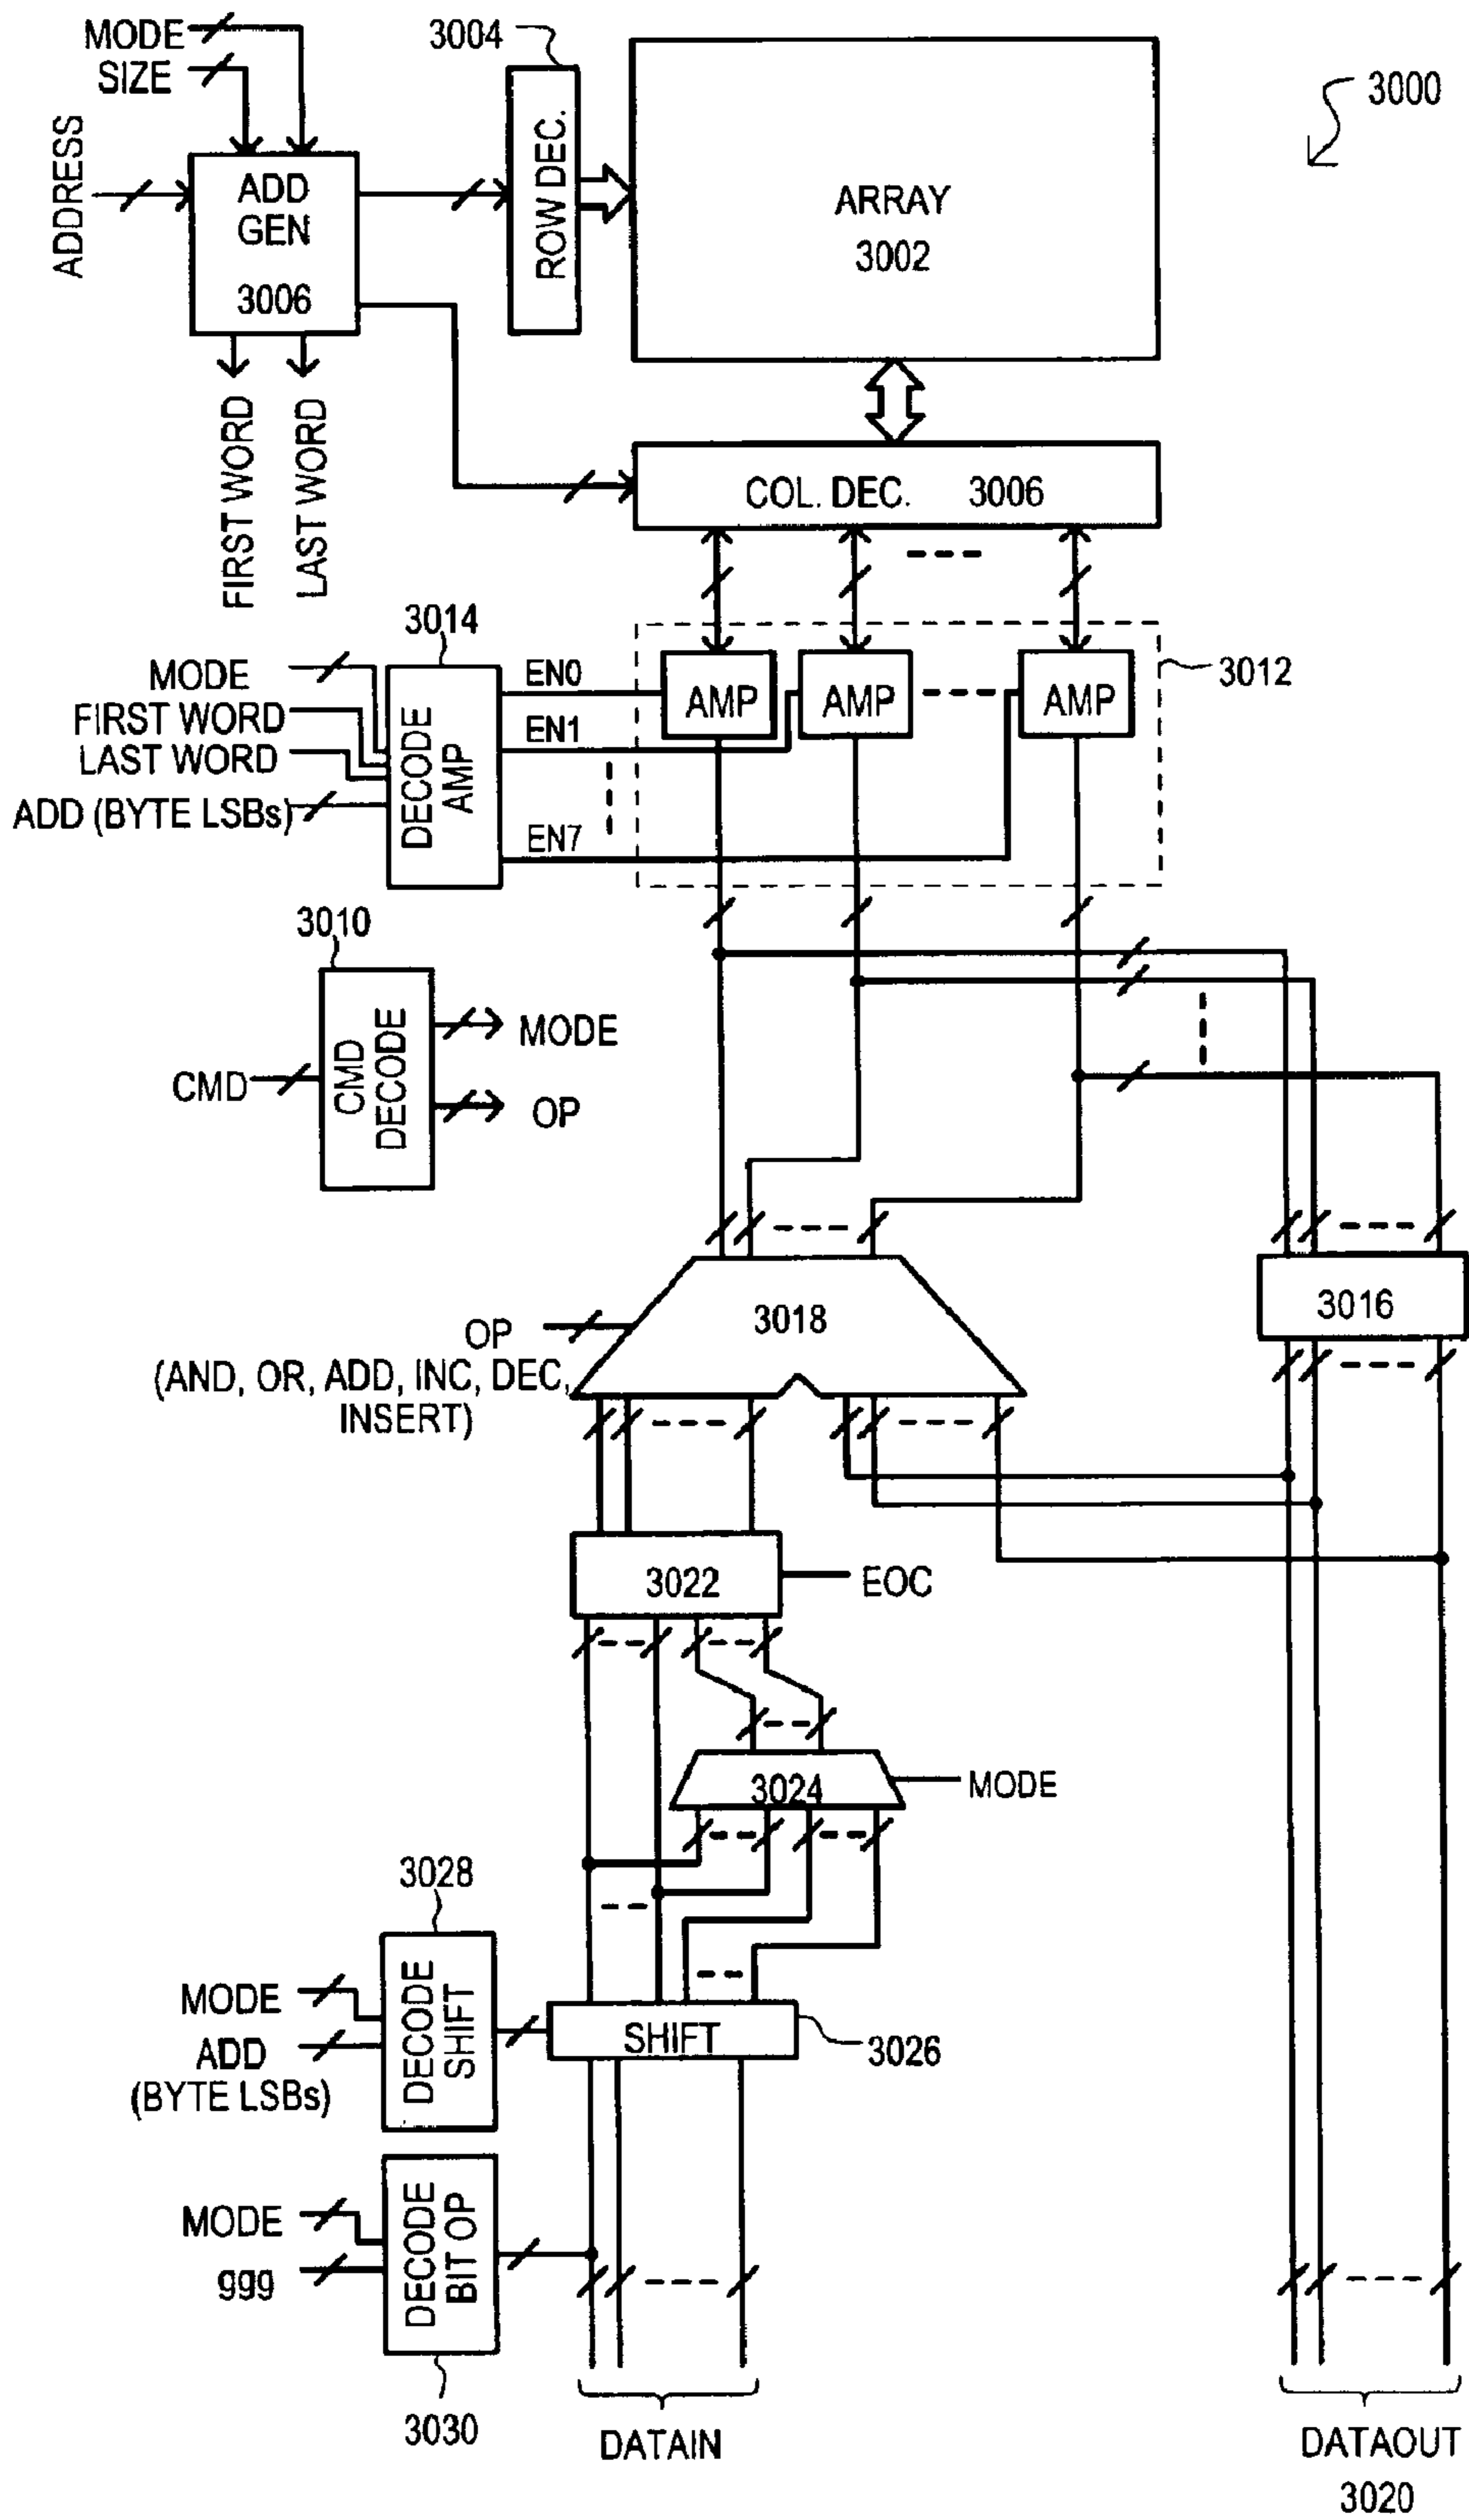 MODE
SIZE
ADDRESS
ADD
GEN
3006
FIRST WORD
LAST WORD
3004
ROW DEC.
ARRAY
3002
3000
COL. DEC. 3006
3014
MODE
FIRST WORD
LAST WORD
ADD (BYTE LSBs)
DECODE
AMP
EN0
EN1
EN7
AMP
AMP
AMP
3012
3010
CMD
CMD
DECODE
MODE
OP
3018
OP
(AND, OR, ADD, INC, DEC,
INSERT)
3016
3022
EOC
3024
MODE
3028
MODE
ADD
(BYTE LSBs)
DECODE
SHIFT
SHIFT
3026
MODE
ggg
DECODE
BIT OP
3030
DATAIN
DATAOUT
3020